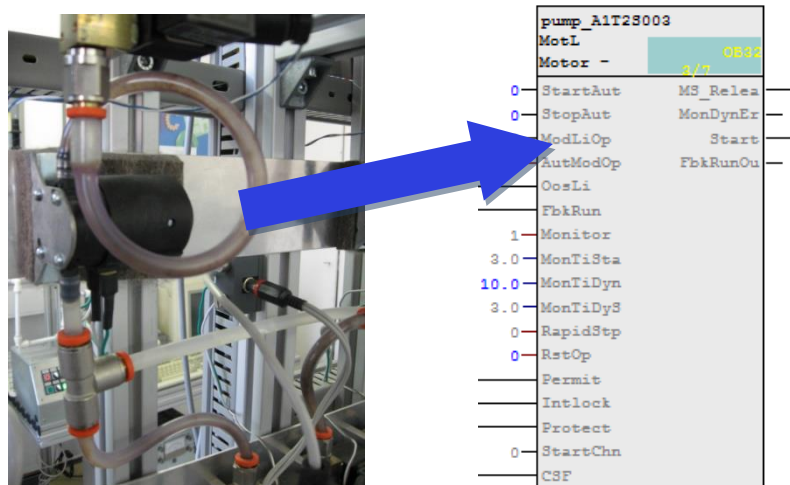 pump_A1T2S003
MotL
Motor -
OB32
3/7
0 StartAut MS_Relea
0 StopAut MonDynEr
ModLiOp Start
AutModOp FbkRunOu
OosLi
FbkRun
1 Monitor
3.0 MonTiSta
10.0 MonTiDyn
3.0 MonTiDyS
0 RapidStp
0 RstOp
Permit
Intlock
Protect
0 StartChn
CSF